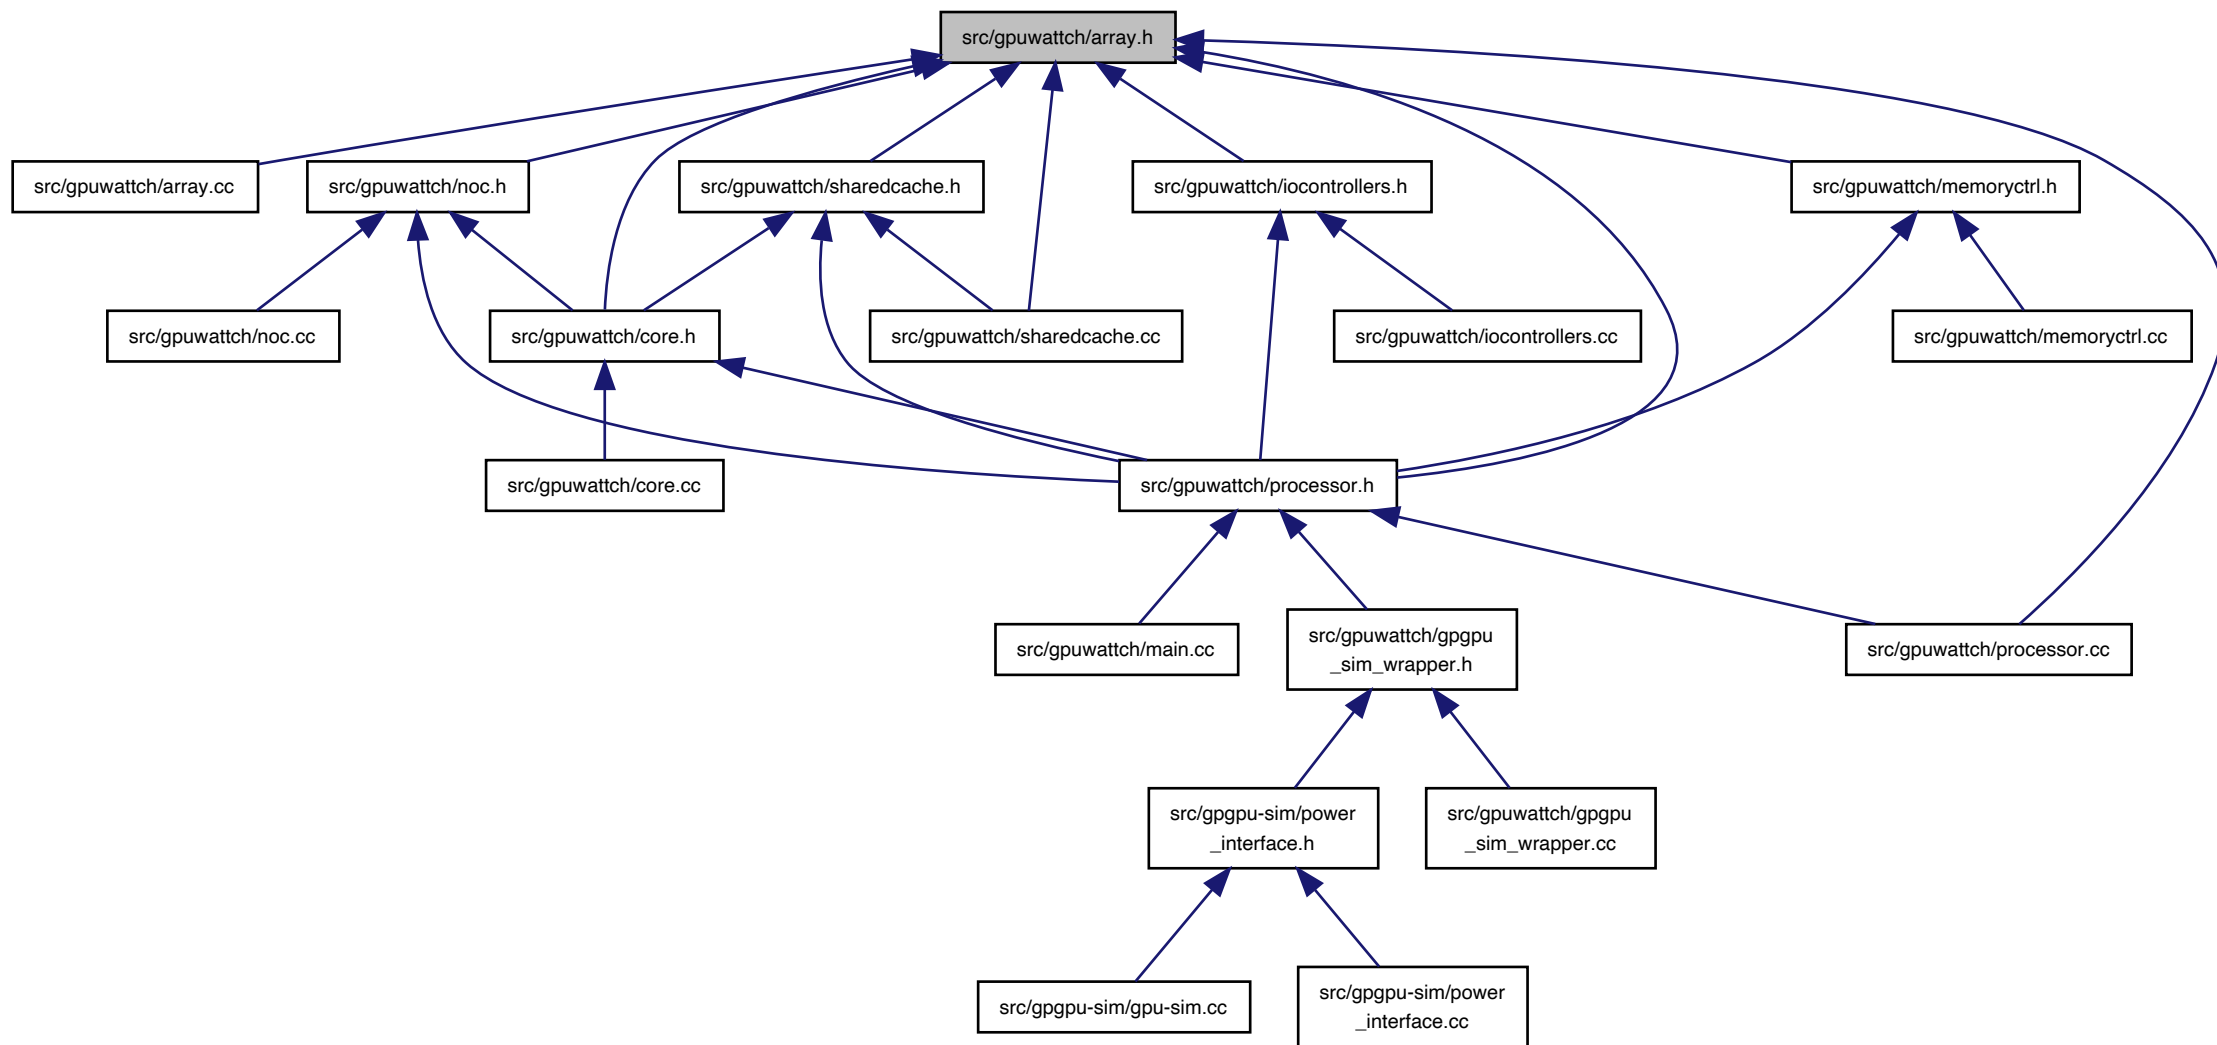 src/gpuwattch/array.h
src/gpuwattch/array.cc
src/gpuwattch/noc.h
src/gpuwattch/sharedcache.h
src/gpuwattch/iocontrollers.h
src/gpuwattch/memoryctrl.h
src/gpuwattch/noc.cc
src/gpuwattch/core.h
src/gpuwattch/sharedcache.cc
src/gpuwattch/iocontrollers.cc
src/gpuwattch/memoryctrl.cc
src/gpuwattch/core.cc
src/gpuwattch/processor.h
src/gpuwattch/main.cc
src/gpuwattch/gpgpu
_sim_wrapper.h
src/gpuwattch/processor.cc
src/gpgpu-sim/power
_interface.h
src/gpuwattch/gpgpu
_sim_wrapper.cc
src/gpgpu-sim/gpu-sim.cc
src/gpgpu-sim/power
_interface.cc